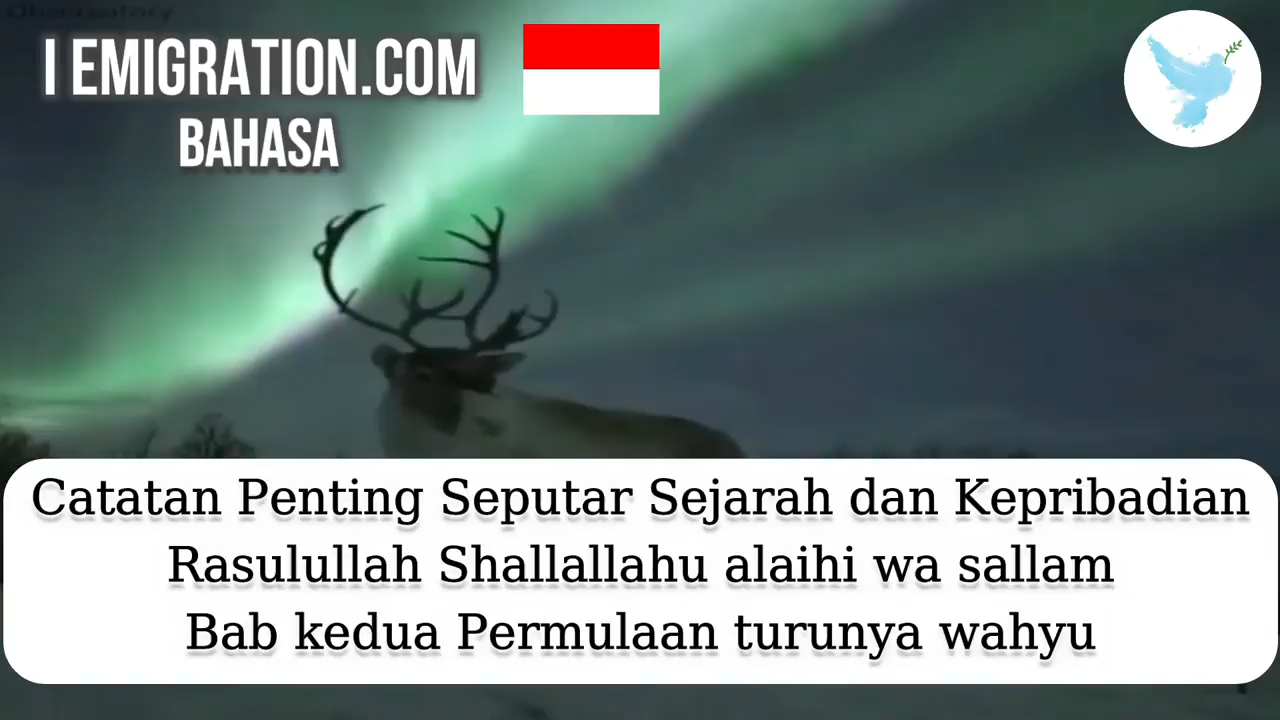 Observatory
I EMIGRATION.COM
BAHASA
Catatan Penting Seputar Sejarah dan Kepribadian
Rasulullah Shallallahu alaihi wa sallam
Bab kedua Permulaan turunya wahyu